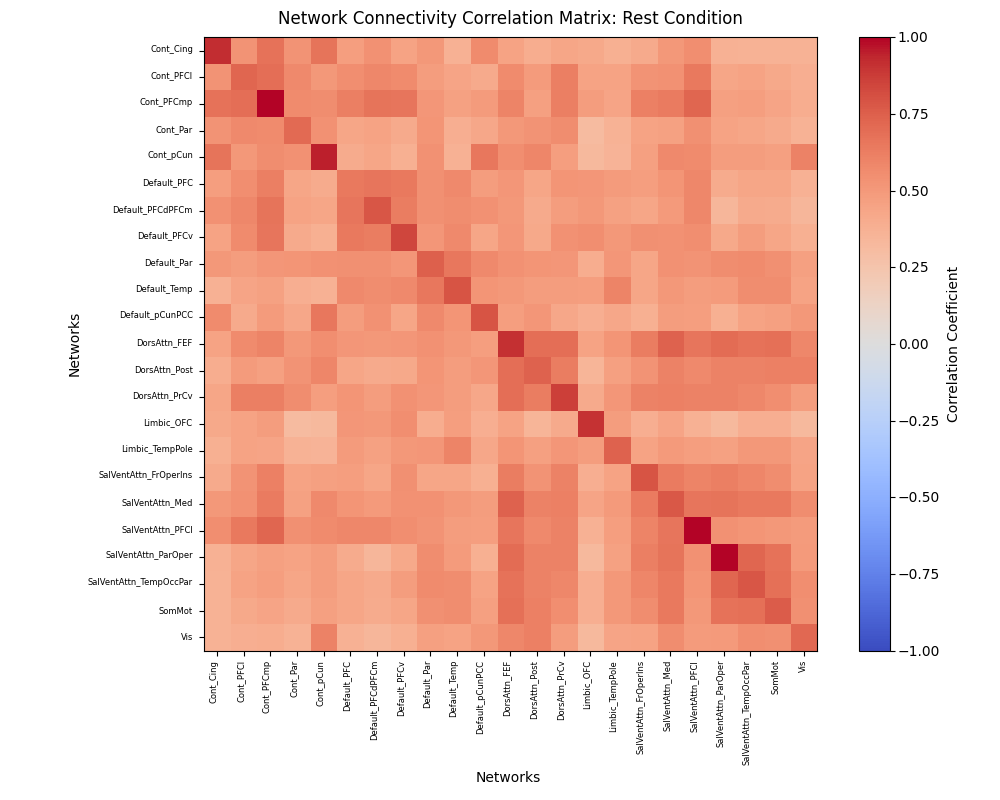 Network Connectivity Correlation Matrix: Rest Condition
Networks
Cont_Cing
Cont_PFCl
Cont_PFCmp
Cont_Par
Cont_pCun
Default_PFC
Default_PFCdPFCm
Default_PFCv
Default_Par
Default_Temp
Default_pCunPCC
DorsAttn_FEF
DorsAttn_Post
DorsAttn_PrCv
Limbic_OFC
Limbic_TempPole
SalVentAttn_FrOperIns
SalVentAttn_Med
SalVentAttn_PFCl
SalVentAttn_ParOper
SalVentAttn_TempOccPar
SomMot
Vis
Cont_Cing
Cont_PFCl
Cont_PFCmp
Cont_Par
Cont_pCun
Default_PFC
Default_PFCdPFCm
Default_PFCv
Default_Par
Default_Temp
Default_pCunPCC
DorsAttn_FEF
DorsAttn_Post
DorsAttn_PrCv
Limbic_OFC
Limbic_TempPole
SalVentAttn_FrOperIns
SalVentAttn_Med
SalVentAttn_PFCl
SalVentAttn_ParOper
SalVentAttn_TempOccPar
SomMot
Vis
Networks
1.00
0.75
0.50
0.25
0.00
−0.25
−0.50
−0.75
−1.00
Correlation Coefficient